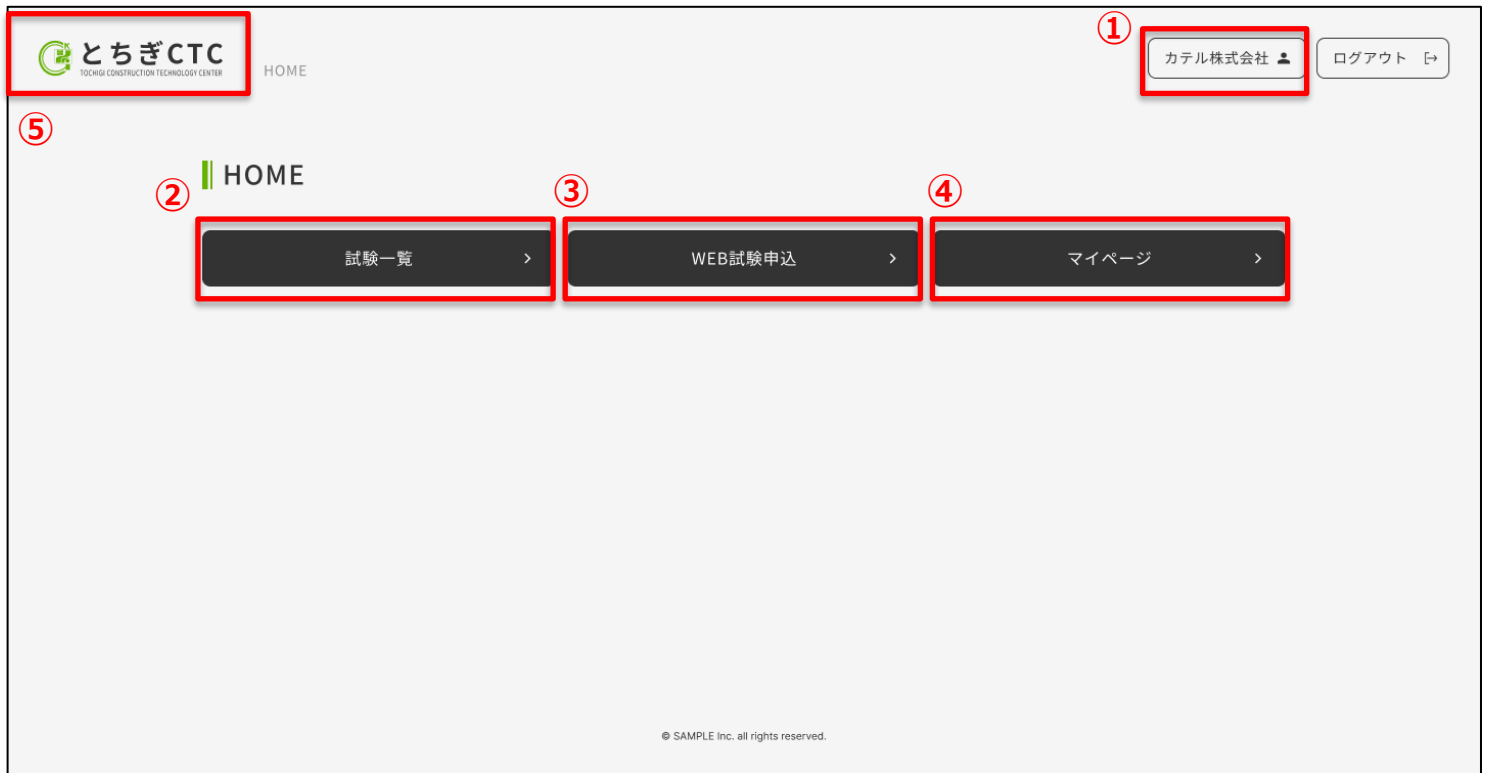 ①
とちぎCTC
TOCHIGI CONSTRUCTION TECHNOLOGY CENTER
HOME
カテル株式会社
ログアウト
⑤
HOME
②
③
④
試験一覧
WEB試験申込
マイページ
© SAMPLE Inc. all rights reserved.